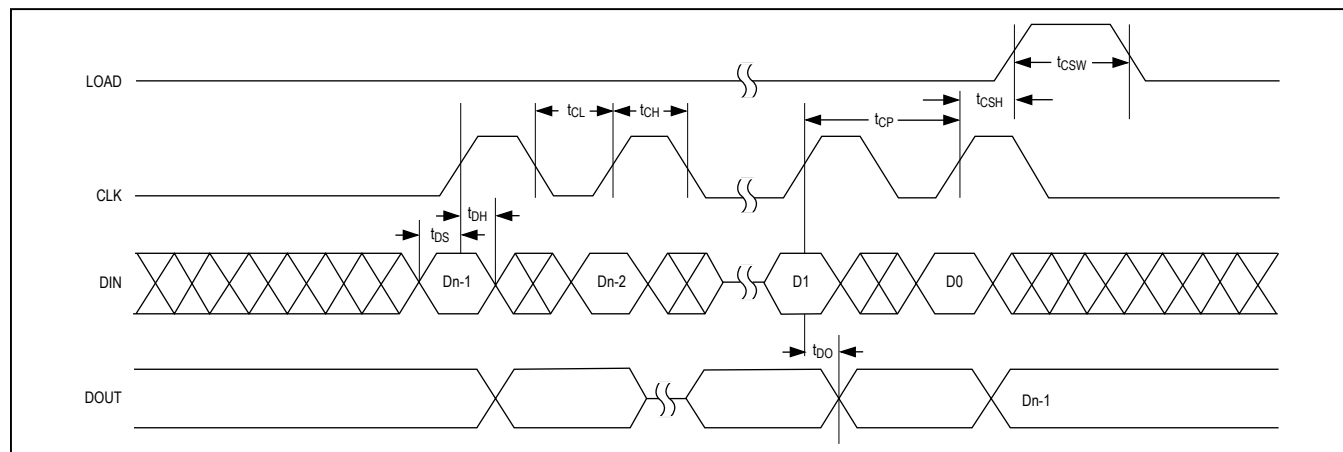 LOAD
tCSW
tCSH
tCL
tCH
tCP
CLK
tDH
tDS
DIN
Dn-1
Dn-2
D1
D0
tDO
DOUT
Dn-1